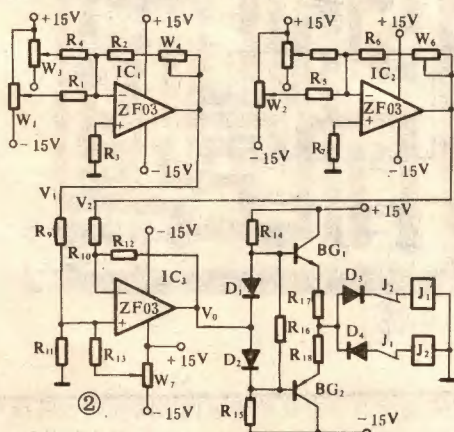 +15V -15V +15V -15V
R₄ R₂ W₄ R₆ W₆
W₃ IC₁ IC₂
R₁ R₅
W₁ ZF03 W₂ ZF03
R₃ R₇
-15V +15V -15V +15V
V₁ V₂
+15V
R₉ R₁₀ R₁₂ -15V R₁₄ BG₁
IC₃ D₁ R₁₇ D₃ J₂ J₁
ZF03 V₀ R₁₆
D₂ R₁₈ D₄ J₁ J₂
R₁₁ R₁₃ +15V BG₂
② W₇ R₁₅
-15V -15V